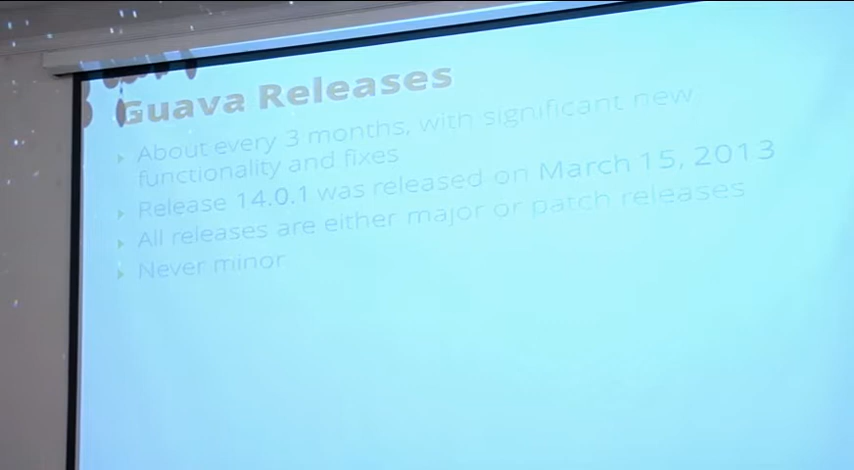 Guava Releases
About every 3 months, with significant new
functionality and fixes
Release 14.0.1 was released on March 15, 2013
All releases are either major or patch releases
Never minor